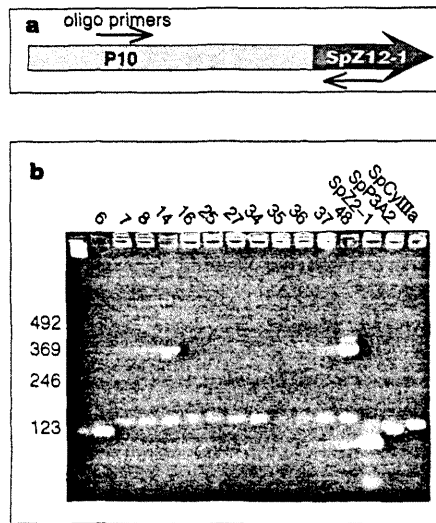 a
oligo primers
P10
SpZ12-1
b
6 7 8 14 16 25 27 34 35 36 37 48 SpZ2-1 SpP3A2 SpCyIIIa
492
369
246
123